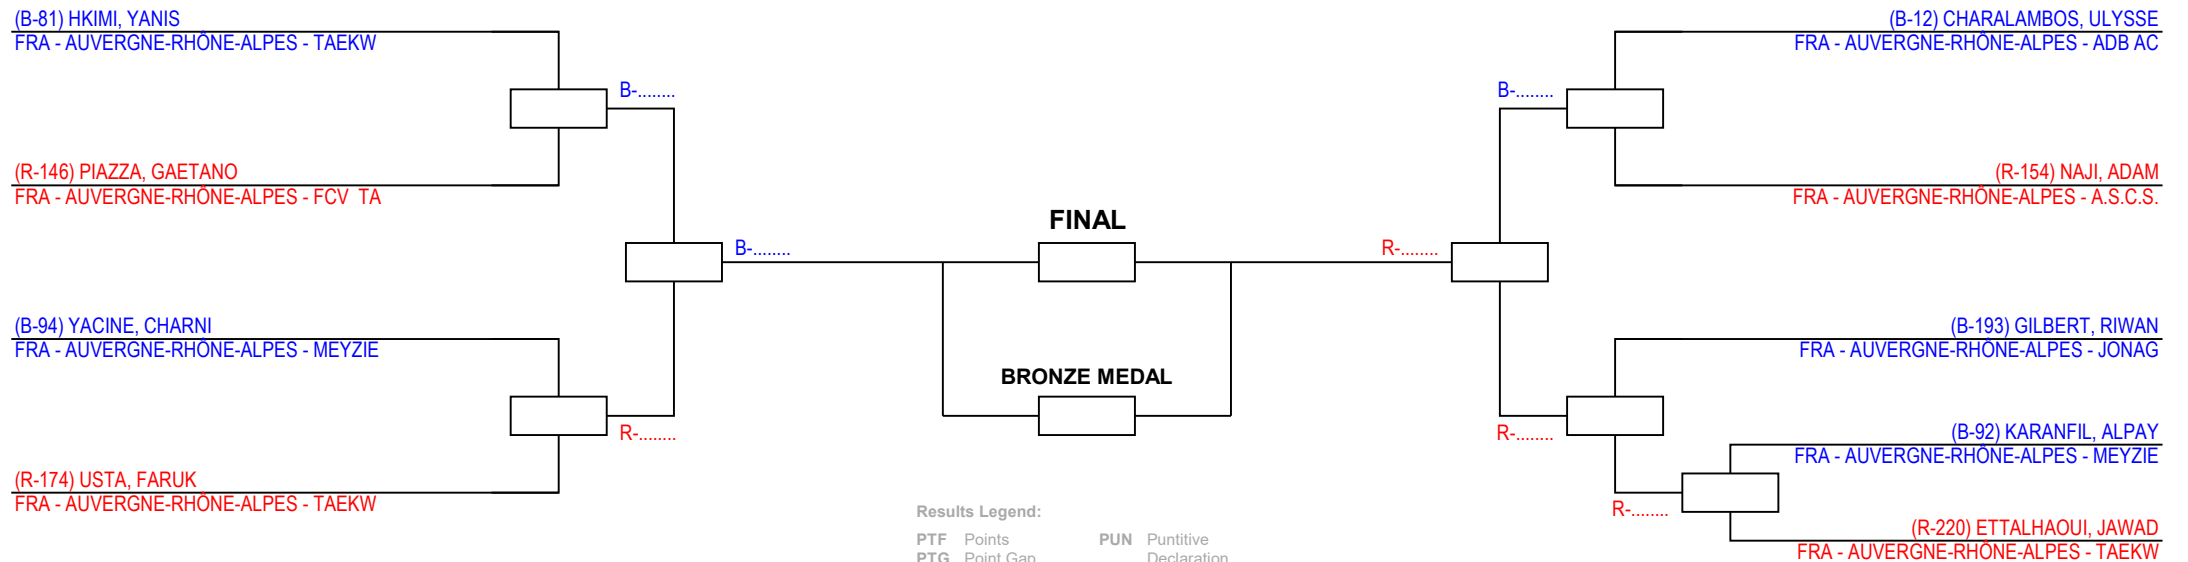 (B-81) HKIMI, YANIS
FRA - AUVERGNE-RHÔNE-ALPES - TAEKW
B-........
(R-146) PIAZZA, GAETANO
FRA - AUVERGNE-RHÔNE-ALPES - FCV TA
B-........
(B-94) YACINE, CHARNI
FRA - AUVERGNE-RHÔNE-ALPES - MEYZIE
R-........
(R-174) USTA, FARUK
FRA - AUVERGNE-RHÔNE-ALPES - TAEKW
FINAL
BRONZE MEDAL
(B-12) CHARALAMBOS, ULYSSE
FRA - AUVERGNE-RHÔNE-ALPES - ADB AC
B-........
(R-154) NAJI, ADAM
FRA - AUVERGNE-RHÔNE-ALPES - A.S.C.S.
R-........
(B-193) GILBERT, RIWAN
FRA - AUVERGNE-RHÔNE-ALPES - JONAG
R-........
(B-92) KARANFIL, ALPAY
FRA - AUVERGNE-RHÔNE-ALPES - MEYZIE
R-........
(R-220) ETTALHAOUI, JAWAD
FRA - AUVERGNE-RHÔNE-ALPES - TAEKW
Results Legend:
PTF Points
PTG Point Gap
PUN Puntitive
Declaration